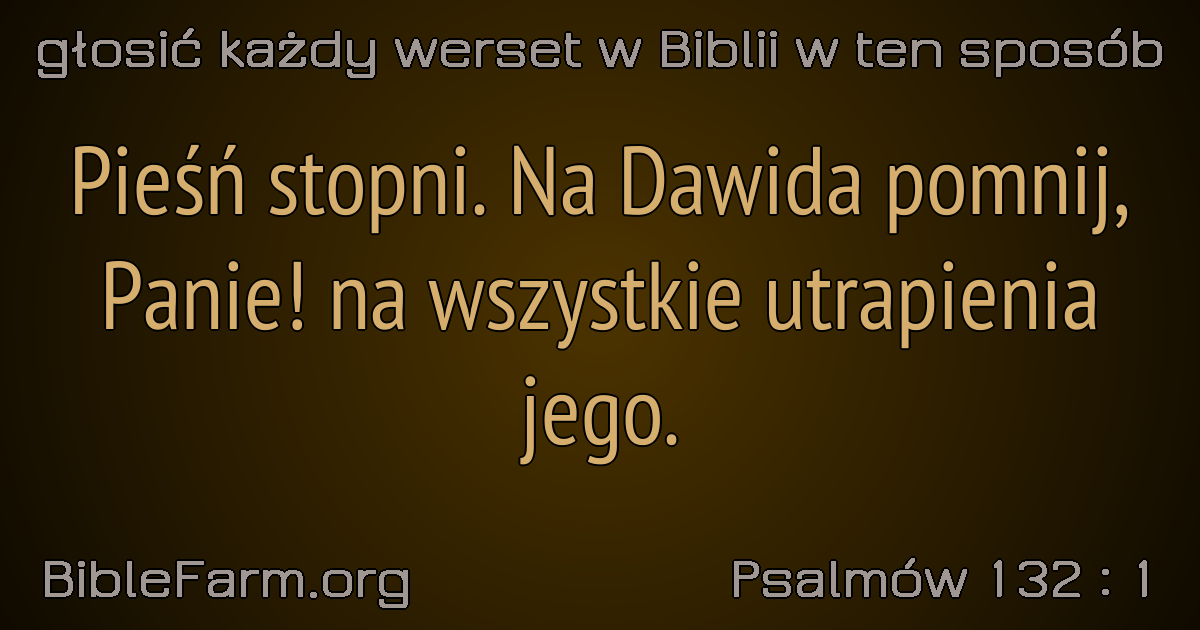 głosić każdy werset w Biblii w ten sposób
Pieśń stopni. Na Dawida pomnij,
Panie! na wszystkie utrapienia
jego.
BibleFarm.org
Psalmów 132 : 1